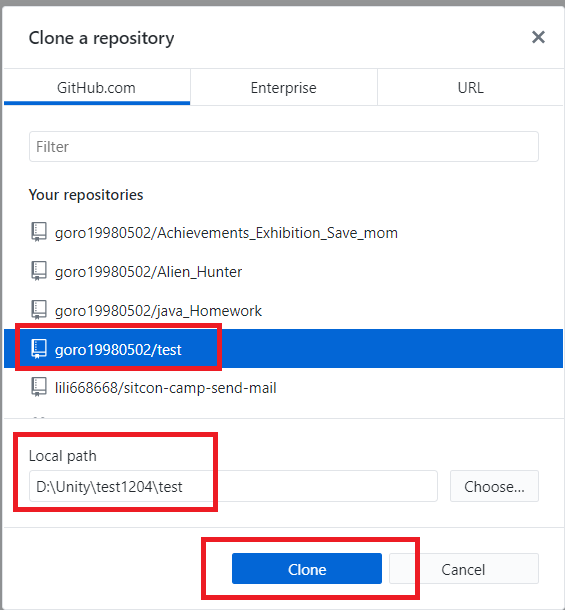 Clone a repository
GitHub.com
Enterprise
URL
Filter
Your repositories
goro19980502/Achievements_Exhibition_Save_mom
goro19980502/Alien_Hunter
goro19980502/java_Homework
goro19980502/test
lili668668/sitcon-camp-send-mail
Local path
D:\Unity\test1204\test
Choose...
Clone
Cancel